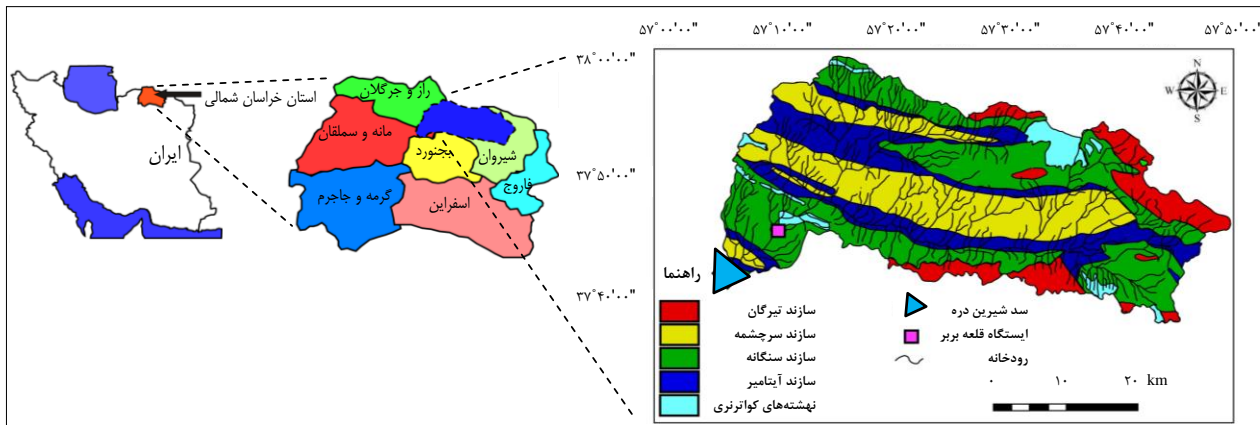 ۵۷˚۰۰'۰۰" ۵۷˚۱۰'۰۰" ۵۷˚۲۰'۰۰" ۵۷˚۳۰'۰۰" ۵۷˚۴۰'۰۰" ۵۷˚۵۰'۰۰"
۳۸˚۰۰'۰۰"
۳۷˚۵۰'۰۰"
۳۷˚۴۰'۰۰"
استان خراسان شمالی
ایران
راز و جرگلان
مانه و سملقان
بجنورد
شیروان
فاروج
گرمه و جاجرم
اسفراین
N
W E
S
راهنما
سازند تیرگان
سازند سرچشمه
سازند سنگانه
سازند آیتامیر
نهشته‌های کواترنری
سد شیرین دره
ایستگاه قلعه بربر
رودخانه
۰ ۱۰ ۲۰ km